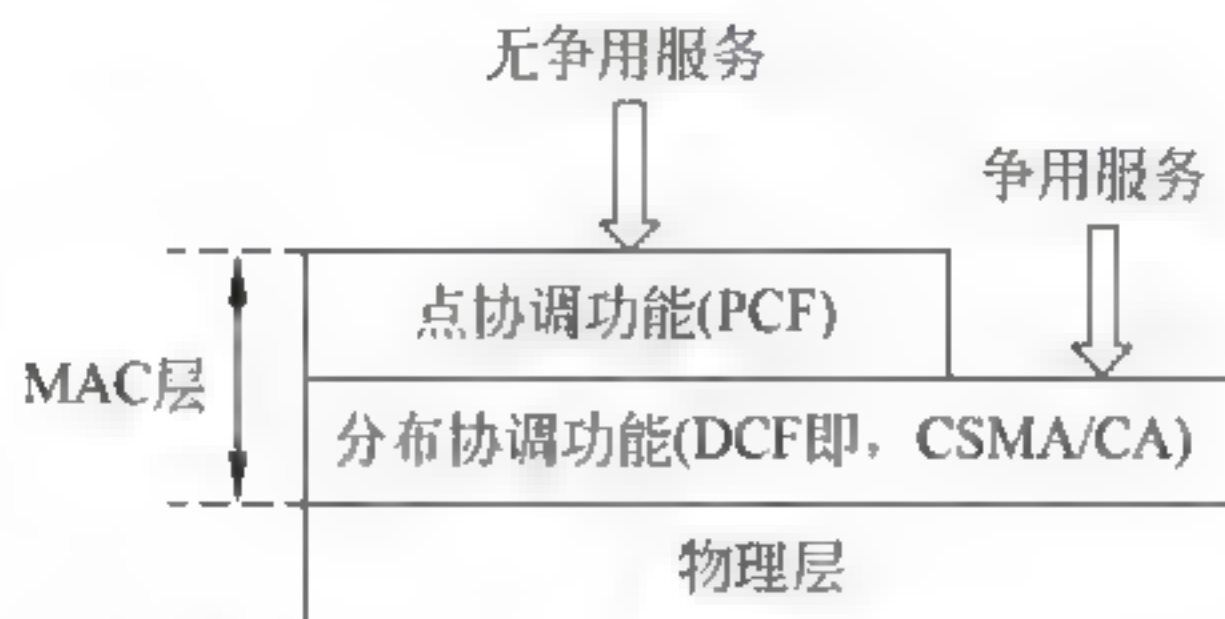 无争用服务
争用服务
点协调功能(PCF)
MAC层
分布协调功能(DCF即，CSMA/CA)
物理层